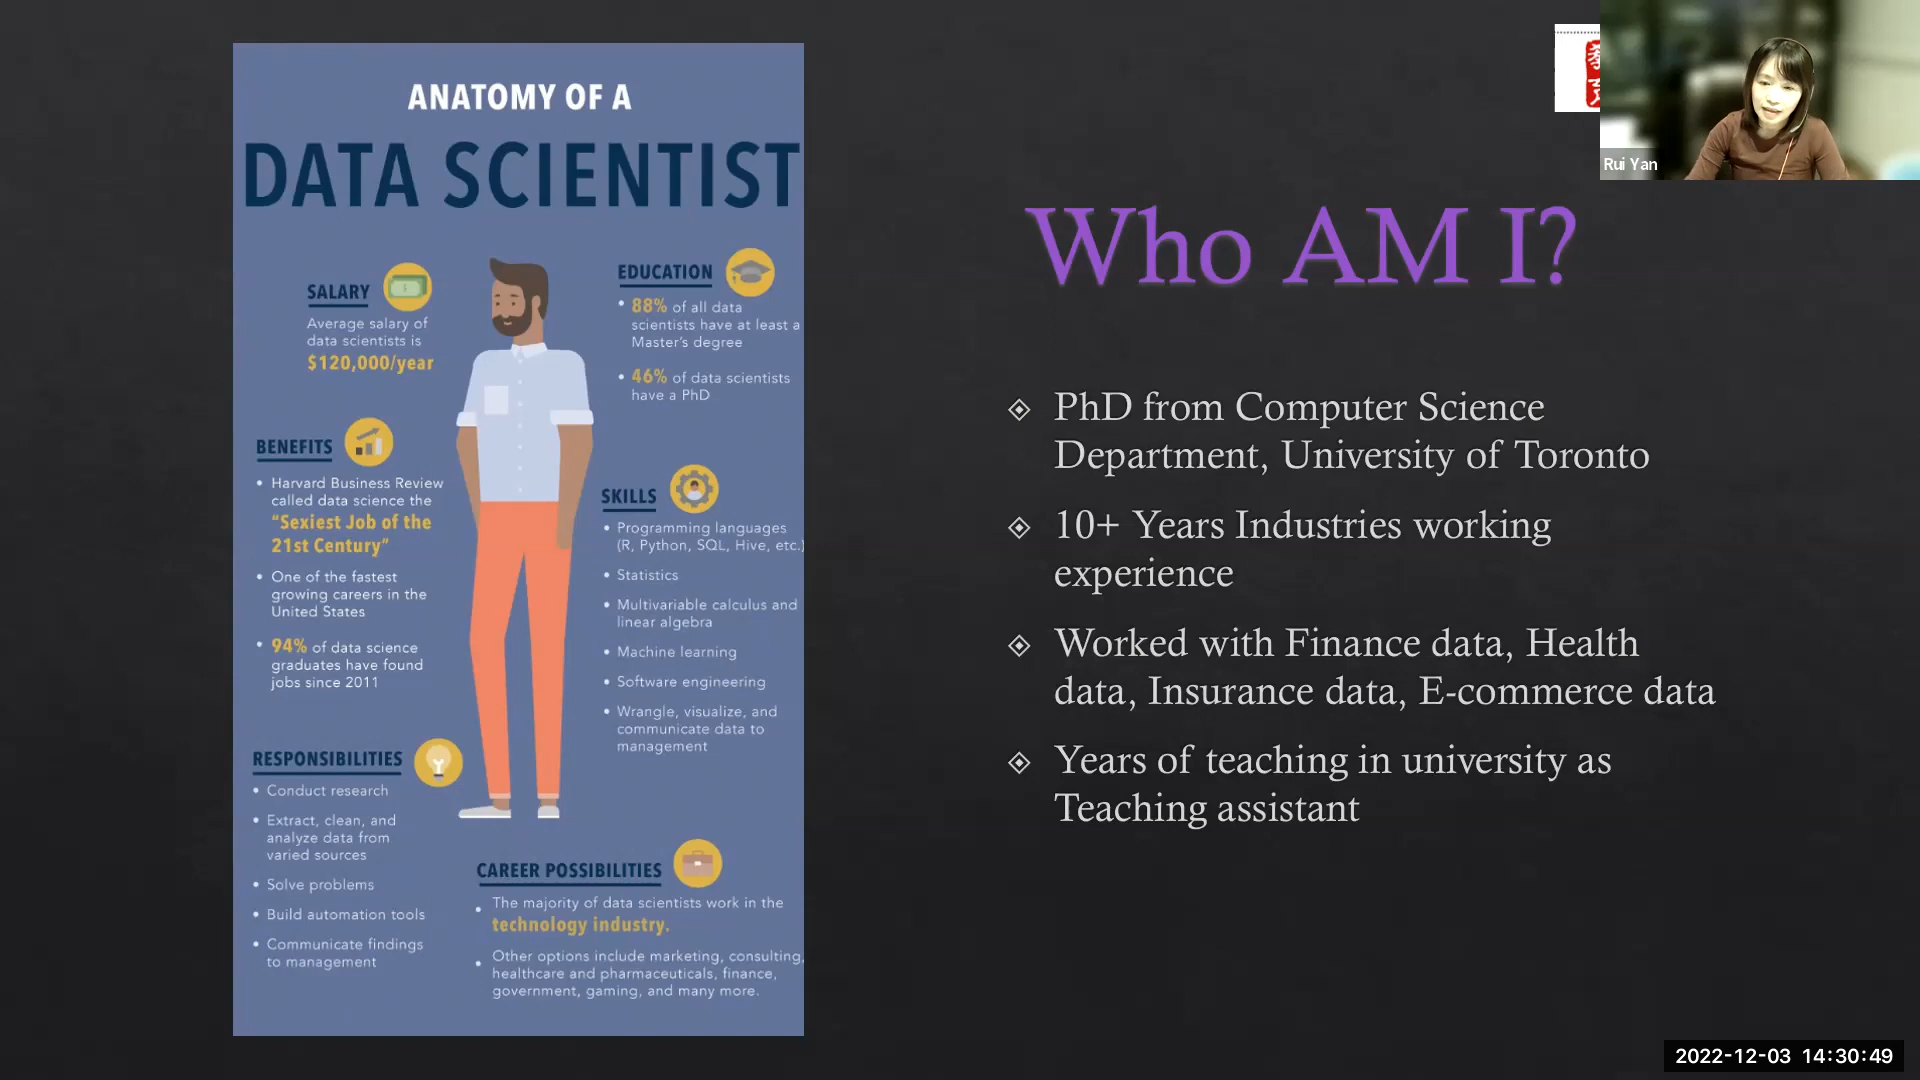 ANATOMY OF A
DATA SCIENTIST
SALARY
Average salary of
data scientists is
$120,000/year
EDUCATION
• 88% of all data
scientists have at least a
Master's degree
• 46% of data scientists
have a PhD
BENEFITS
• Harvard Business Review
called data science the
"Sexiest Job of the
21st Century"
• One of the fastest
growing careers in the
United States
• 94% of data science
graduates have found
jobs since 2011
SKILLS
• Programming languages
(R, Python, SQL, Hive, etc.)
• Statistics
• Multivariable calculus and
linear algebra
• Machine learning
• Software engineering
• Wrangle, visualize, and
communicate data to
management
RESPONSIBILITIES
• Conduct research
• Extract, clean, and
analyze data from
varied sources
• Solve problems
• Build automation tools
• Communicate findings
to management
CAREER POSSIBILITIES
• The majority of data scientists work in the
technology industry.
• Other options include marketing, consulting,
healthcare and pharmaceuticals, finance,
government, gaming, and many more.
Rui Yan
Who AM I?
PhD from Computer Science
Department, University of Toronto
10+ Years Industries working
experience
Worked with Finance data, Health
data, Insurance data, E-commerce data
Years of teaching in university as
Teaching assistant
2022-12-03 14:30:49